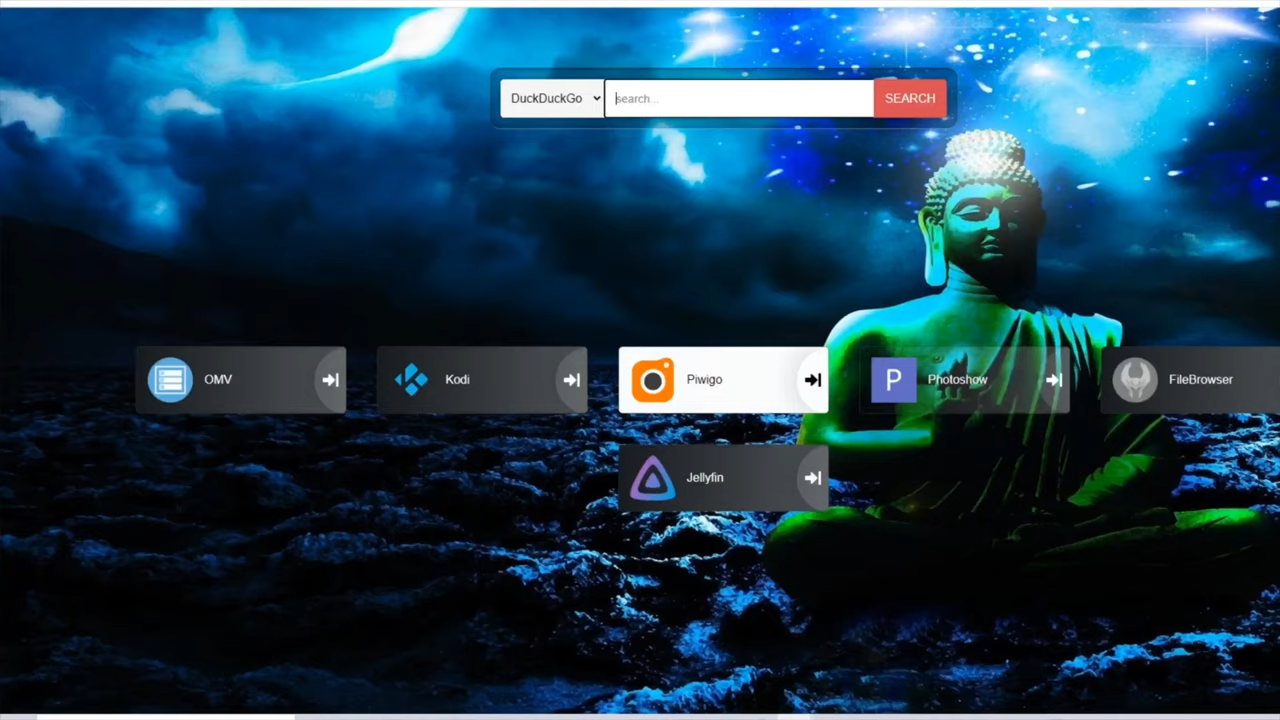 DuckDuckGo
search...
SEARCH
OMV
Kodi
Piwigo
P
Photoshow
FileBrowser
Jellyfin